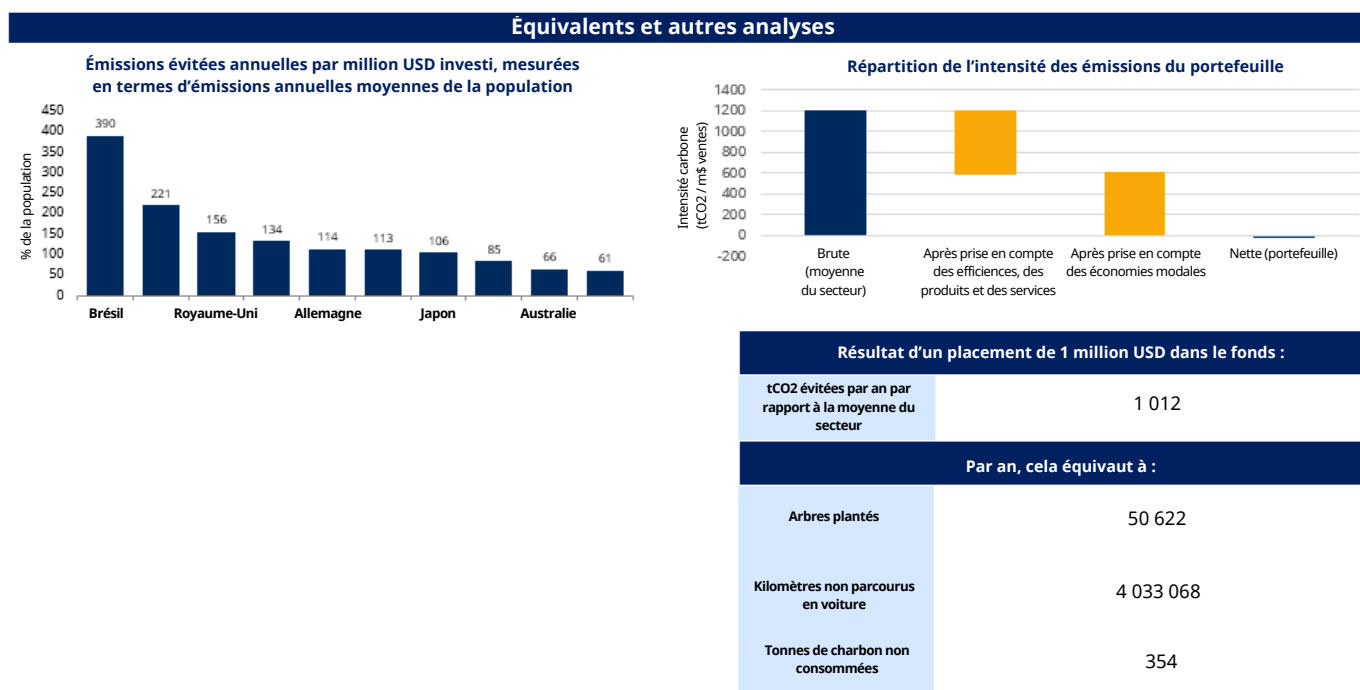 Équivalents et autres analyses
Émissions évitées annuelles par million USD investi, mesurées
en termes d'émissions annuelles moyennes de la population
% de la population
450
400
350
300
250
200
150
100
50
0
390
221
156
134
114
113
106
85
66
61
Brésil
Royaume-Uni
Allemagne
Japon
Australie
Répartition de l’intensité des émissions du portefeuille
Intensité carbone
(tCO2 / m$ ventes)
1400
1200
1000
800
600
400
200
0
-200
Brute
(moyenne
du secteur)
Après prise en compte
des efficiences, des
produits et des services
Après prise en compte
des économies modales
Nette (portefeuille)
Résultat d’un placement de 1 million USD dans le fonds :
tCO2 évitées par an par
rapport à la moyenne du
secteur
1 012
Par an, cela équivaut à :
Arbres plantés
50 622
Kilomètres non parcourus
en voiture
4 033 068
Tonnes de charbon non
consommées
354